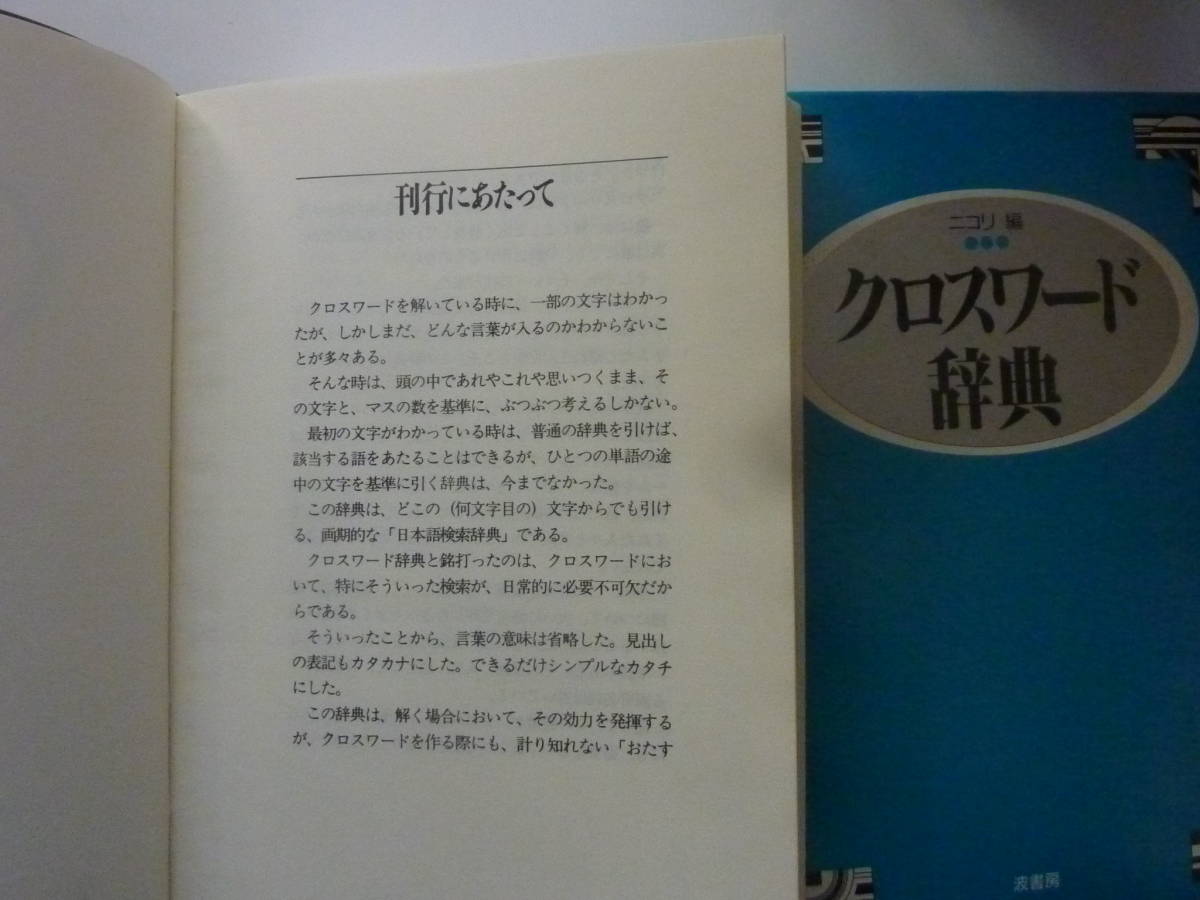 刊行にあたって
クロスワードを解いている時に、一部の文字はわかっ
たが、しかしまだ、どんな言葉が入るのかわからないこ
とが多々ある。
そんな時は、頭の中であれやこれや思いつくまま、そ
の文字と、マスの数を基準に、ぶつぶつ考えるしかない。
最初の文字がわかっている時は、普通の辞典を引けば、
該当する語をあたることはできるが、ひとつの単語の途
中の文字を基準に引く辞典は、今までなかった。
この辞典は、どこの（何文字目の）文字からでも引け
る、画期的な「日本語検索辞典」である。
クロスワード辞典と銘打ったのは、クロスワードにお
いて、特にそういった検索が、日常的に必要不可欠だか
らである。
そういったことから、言葉の意味は省略した。見出し
の表記もカタカナにした。できるだけシンプルなカタチ
にした。
この辞典は、解く場合において、その効力を発揮する
が、クロスワードを作る際にも、計り知れない「おたす
ニコリ 編
クロスワード
辞典
波書房